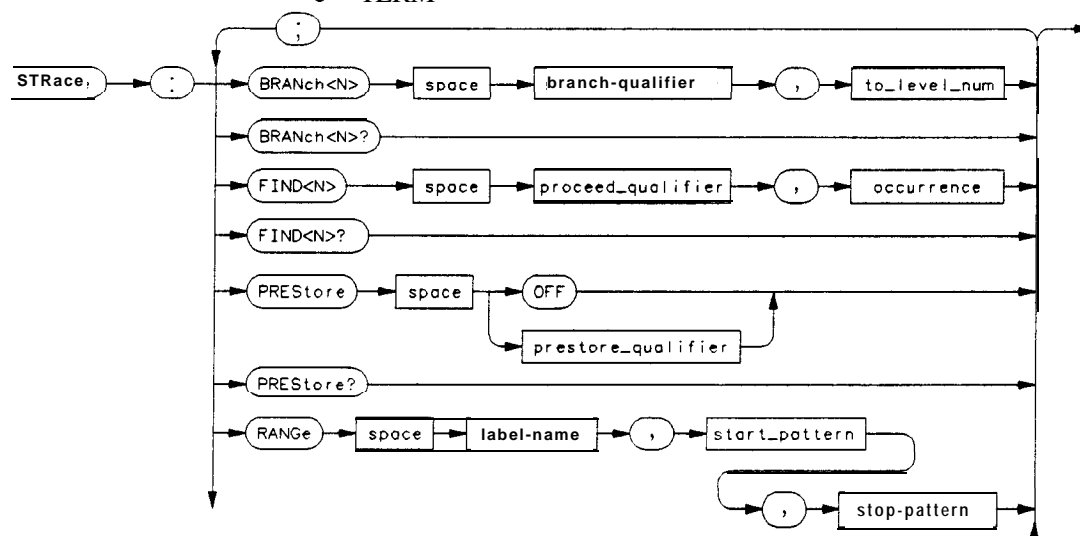 TERM
;
STRace, : BRANch<N> space branch-qualifier , to_level_num
BRANch<N>?
FIND<N> space proceed_qualifier , occurrence
FIND<N>?
PREStore space OFF
prestore_qualifier
PREStore?
RANGe space label-name , start_pattern
, stop-pattern